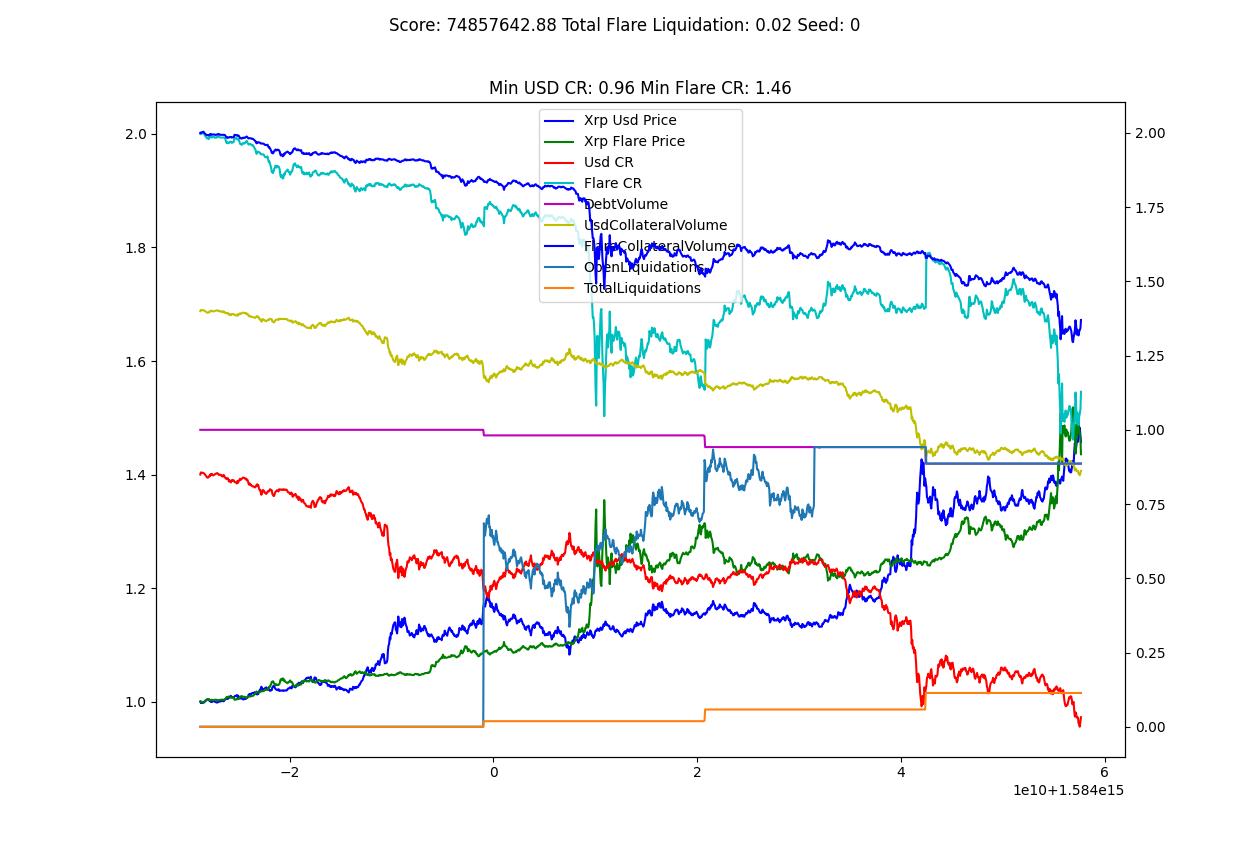 Score: 74857642.88 Total Flare Liquidation: 0.02 Seed: 0
Min USD CR: 0.96 Min Flare CR: 1.46
Xrp Usd Price
Xrp Flare Price
Usd CR
Flare CR
DebtVolume
UsdCollateralVolume
FlareCollateralVolume
OpenLiquidations
TotalLiquidations
2.0
1.8
1.6
1.4
1.2
1.0
2.00
1.75
1.50
1.25
1.00
0.75
0.50
0.25
0.00
−2
0
2
4
6
1e10+1.584e15